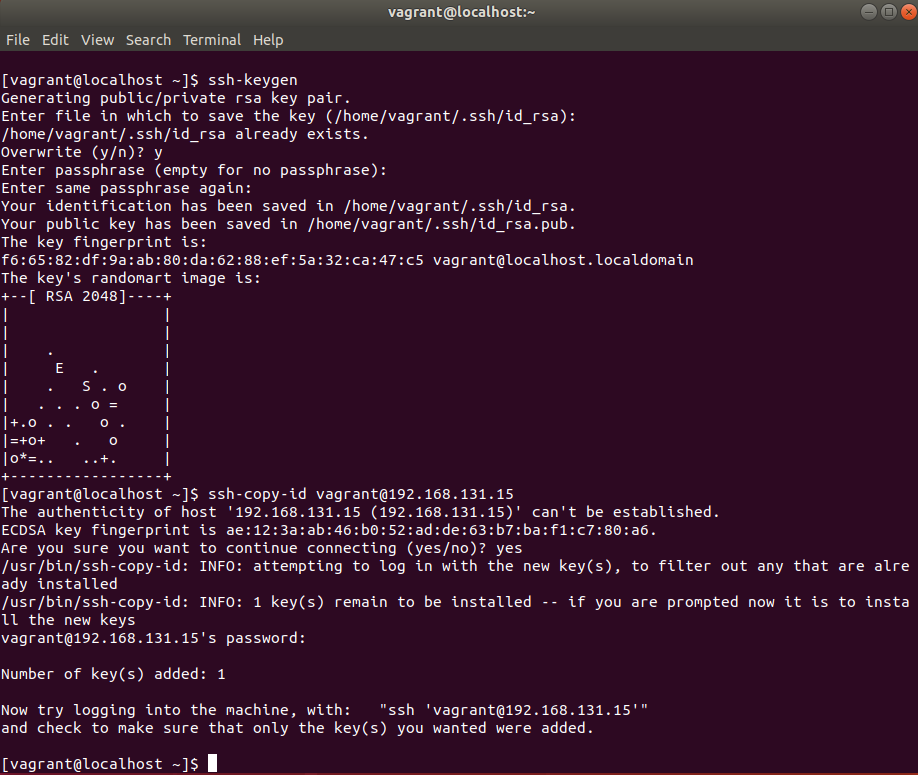 vagrant@localhost:~
File Edit View Search Terminal Help
[vagrant@localhost ~]$ ssh-keygen
Generating public/private rsa key pair.
Enter file in which to save the key (/home/vagrant/.ssh/id_rsa):
/home/vagrant/.ssh/id_rsa already exists.
Overwrite (y/n)? y
Enter passphrase (empty for no passphrase):
Enter same passphrase again:
Your identification has been saved in /home/vagrant/.ssh/id_rsa.
Your public key has been saved in /home/vagrant/.ssh/id_rsa.pub.
The key fingerprint is:
f6:65:82:df:9a:ab:80:da:62:88:ef:5a:32:ca:47:c5 vagrant@localhost.localdomain
The key's randomart image is:
+--[ RSA 2048]----+
|                 |
|                 |
|    .            |
|     E   .       |
|    .   S . o    |
|   . . . o =     |
|+.o . .   o .    |
|=+o+   .   o     |
|o*=..   ..+.     |
+-----------------+
[vagrant@localhost ~]$ ssh-copy-id vagrant@192.168.131.15
The authenticity of host '192.168.131.15 (192.168.131.15)' can't be established.
ECDSA key fingerprint is ae:12:3a:ab:46:b0:52:ad:de:63:b7:ba:f1:c7:80:a6.
Are you sure you want to continue connecting (yes/no)? yes
/usr/bin/ssh-copy-id: INFO: attempting to log in with the new key(s), to filter out any that are alre
ady installed
/usr/bin/ssh-copy-id: INFO: 1 key(s) remain to be installed -- if you are prompted now it is to insta
ll the new keys
vagrant@192.168.131.15's password:
Number of key(s) added: 1
Now try logging into the machine, with:   "ssh 'vagrant@192.168.131.15'"
and check to make sure that only the key(s) you wanted were added.
[vagrant@localhost ~]$